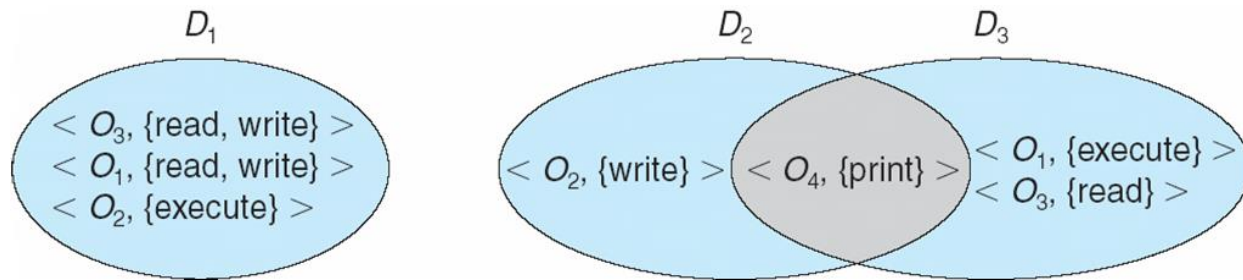 D₁
< O₃, {read, write} >
< O₁, {read, write} >
< O₂, {execute} >
D₂
D₃
< O₂, {write} >
< O₄, {print} >
< O₁, {execute} >
< O₃, {read} >